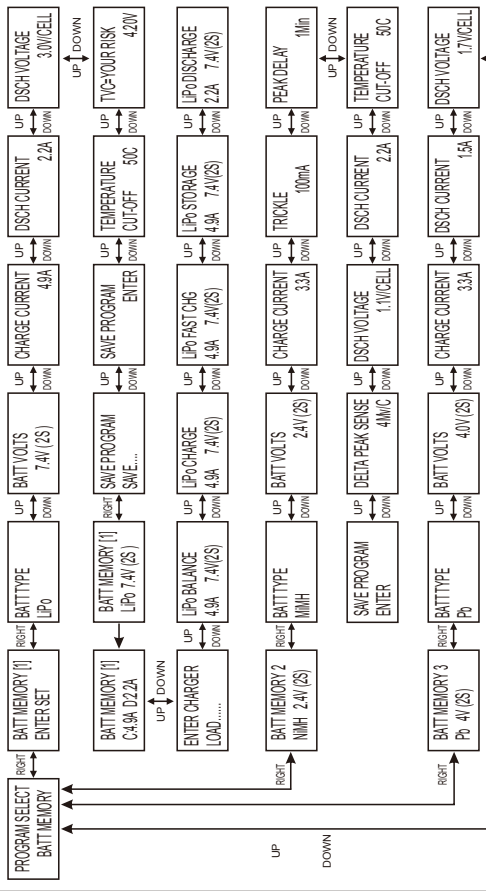 PROGRAM SELECT
BATT MEMORY
RIGHT
BATT MEMORY [1]
ENTER SET
RIGHT
BATT TYPE
LiPo
UP
DOWN
BATT VOLTS
7.4V (2S)
UP
DOWN
CHARGE CURRENT
4.9A
UP
DOWN
DSCH CURRENT
2.2A
UP
DOWN
DSCH VOLTAGE
3.0V/CELL
UP DOWN
BATT MEMORY [1]
C:4.9A D:2.2A
BATT MEMORY [1]
LiPo 7.4V (2S )
RIGHT
SAVE PROGRAM
SAVE...
UP
DOWN
SAVE PROGRAM
ENTER
UP
DOWN
TEMPERATURE
CUT-OFF 50C
UP
DOWN
TVC=YOUR RISK
4.20V
UP DOWN
ENTER CHARGER
LOAD......
UP
DOWN
LiPo BALANCE
4.9A 7.4V(2S)
UP
DOWN
LiPo CHARGE
4.9A 7.4V(2S)
UP
DOWN
LiPo FAST CHG
4.9A 7.4V(2S)
UP
DOWN
LiPo STORAGE
4.9A 7.4V(2S)
UP
DOWN
LiPo DISCHARGE
2.2A 7.4V(2S)
RIGHT
BATT MEMORY 2
NiMH 2.4V (2S)
RIGHT
BATT TYPE
MiMH
UP
DOWN
BATT VOLTS
2.4V (2S)
UP
DOWN
CHARGE CURRENT
3.3A
UP
DOWN
TRICKLE
100mA
UP
DOWN
PEAK DELAY
1Min
UP DOWN
SAVE PROGRAM
ENTER
UP
DOWN
DELTA PEAK SENSE
4Mv/C
UP
DOWN
DSCH VOLTAGE
1.1V/CELL
UP
DOWN
DSCH CURRENT
2.2A
UP
DOWN
TEMPERATURE
CUT-OFF 50C
UP
DOWN
RIGHT
BATT MEMORY 3
Pb 4V (2S)
RIGHT
BATT TYPE
Pb
UP
DOWN
BATT VOLTS
4.0V (2S)
UP
DOWN
CHARGE CURRENT
3.3A
UP
DOWN
DSCH CURRENT
1.5A
UP
DOWN
DSCH VOLTAGE
1.7V/CELL